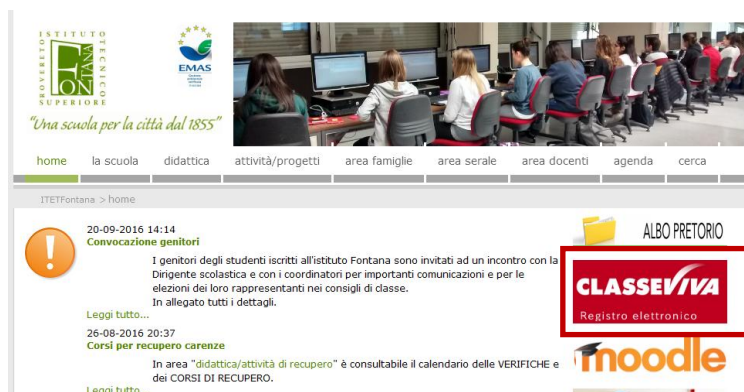 ISTITUTO
TECNICO
FONTANA
ROVERETO
SUPERIORE
"Una scuola per la città dal 1855"
EMAS
home la scuola didattica attività/progetti area famiglie area serale area docenti agenda cerca
ITETFontana > home
20-09-2016 14:14
Convocazione genitori
I genitori degli studenti iscritti all'istituto Fontana sono invitati ad un incontro con la
Dirigente scolastica e con i coordinatori per importanti comunicazioni e per le
elezioni dei loro rappresentanti nei consigli di classe.
In allegato tutti i dettagli.
Leggi tutto...
26-08-2016 20:37
Corsi per recupero carenze
In area "didattica/attività di recupero" è consultabile il calendario delle VERIFICHE e
dei CORSI DI RECUPERO.
Leggi tutto
ALBO PRETORIO
CLASSEVIVA
Registro elettronico
moodle